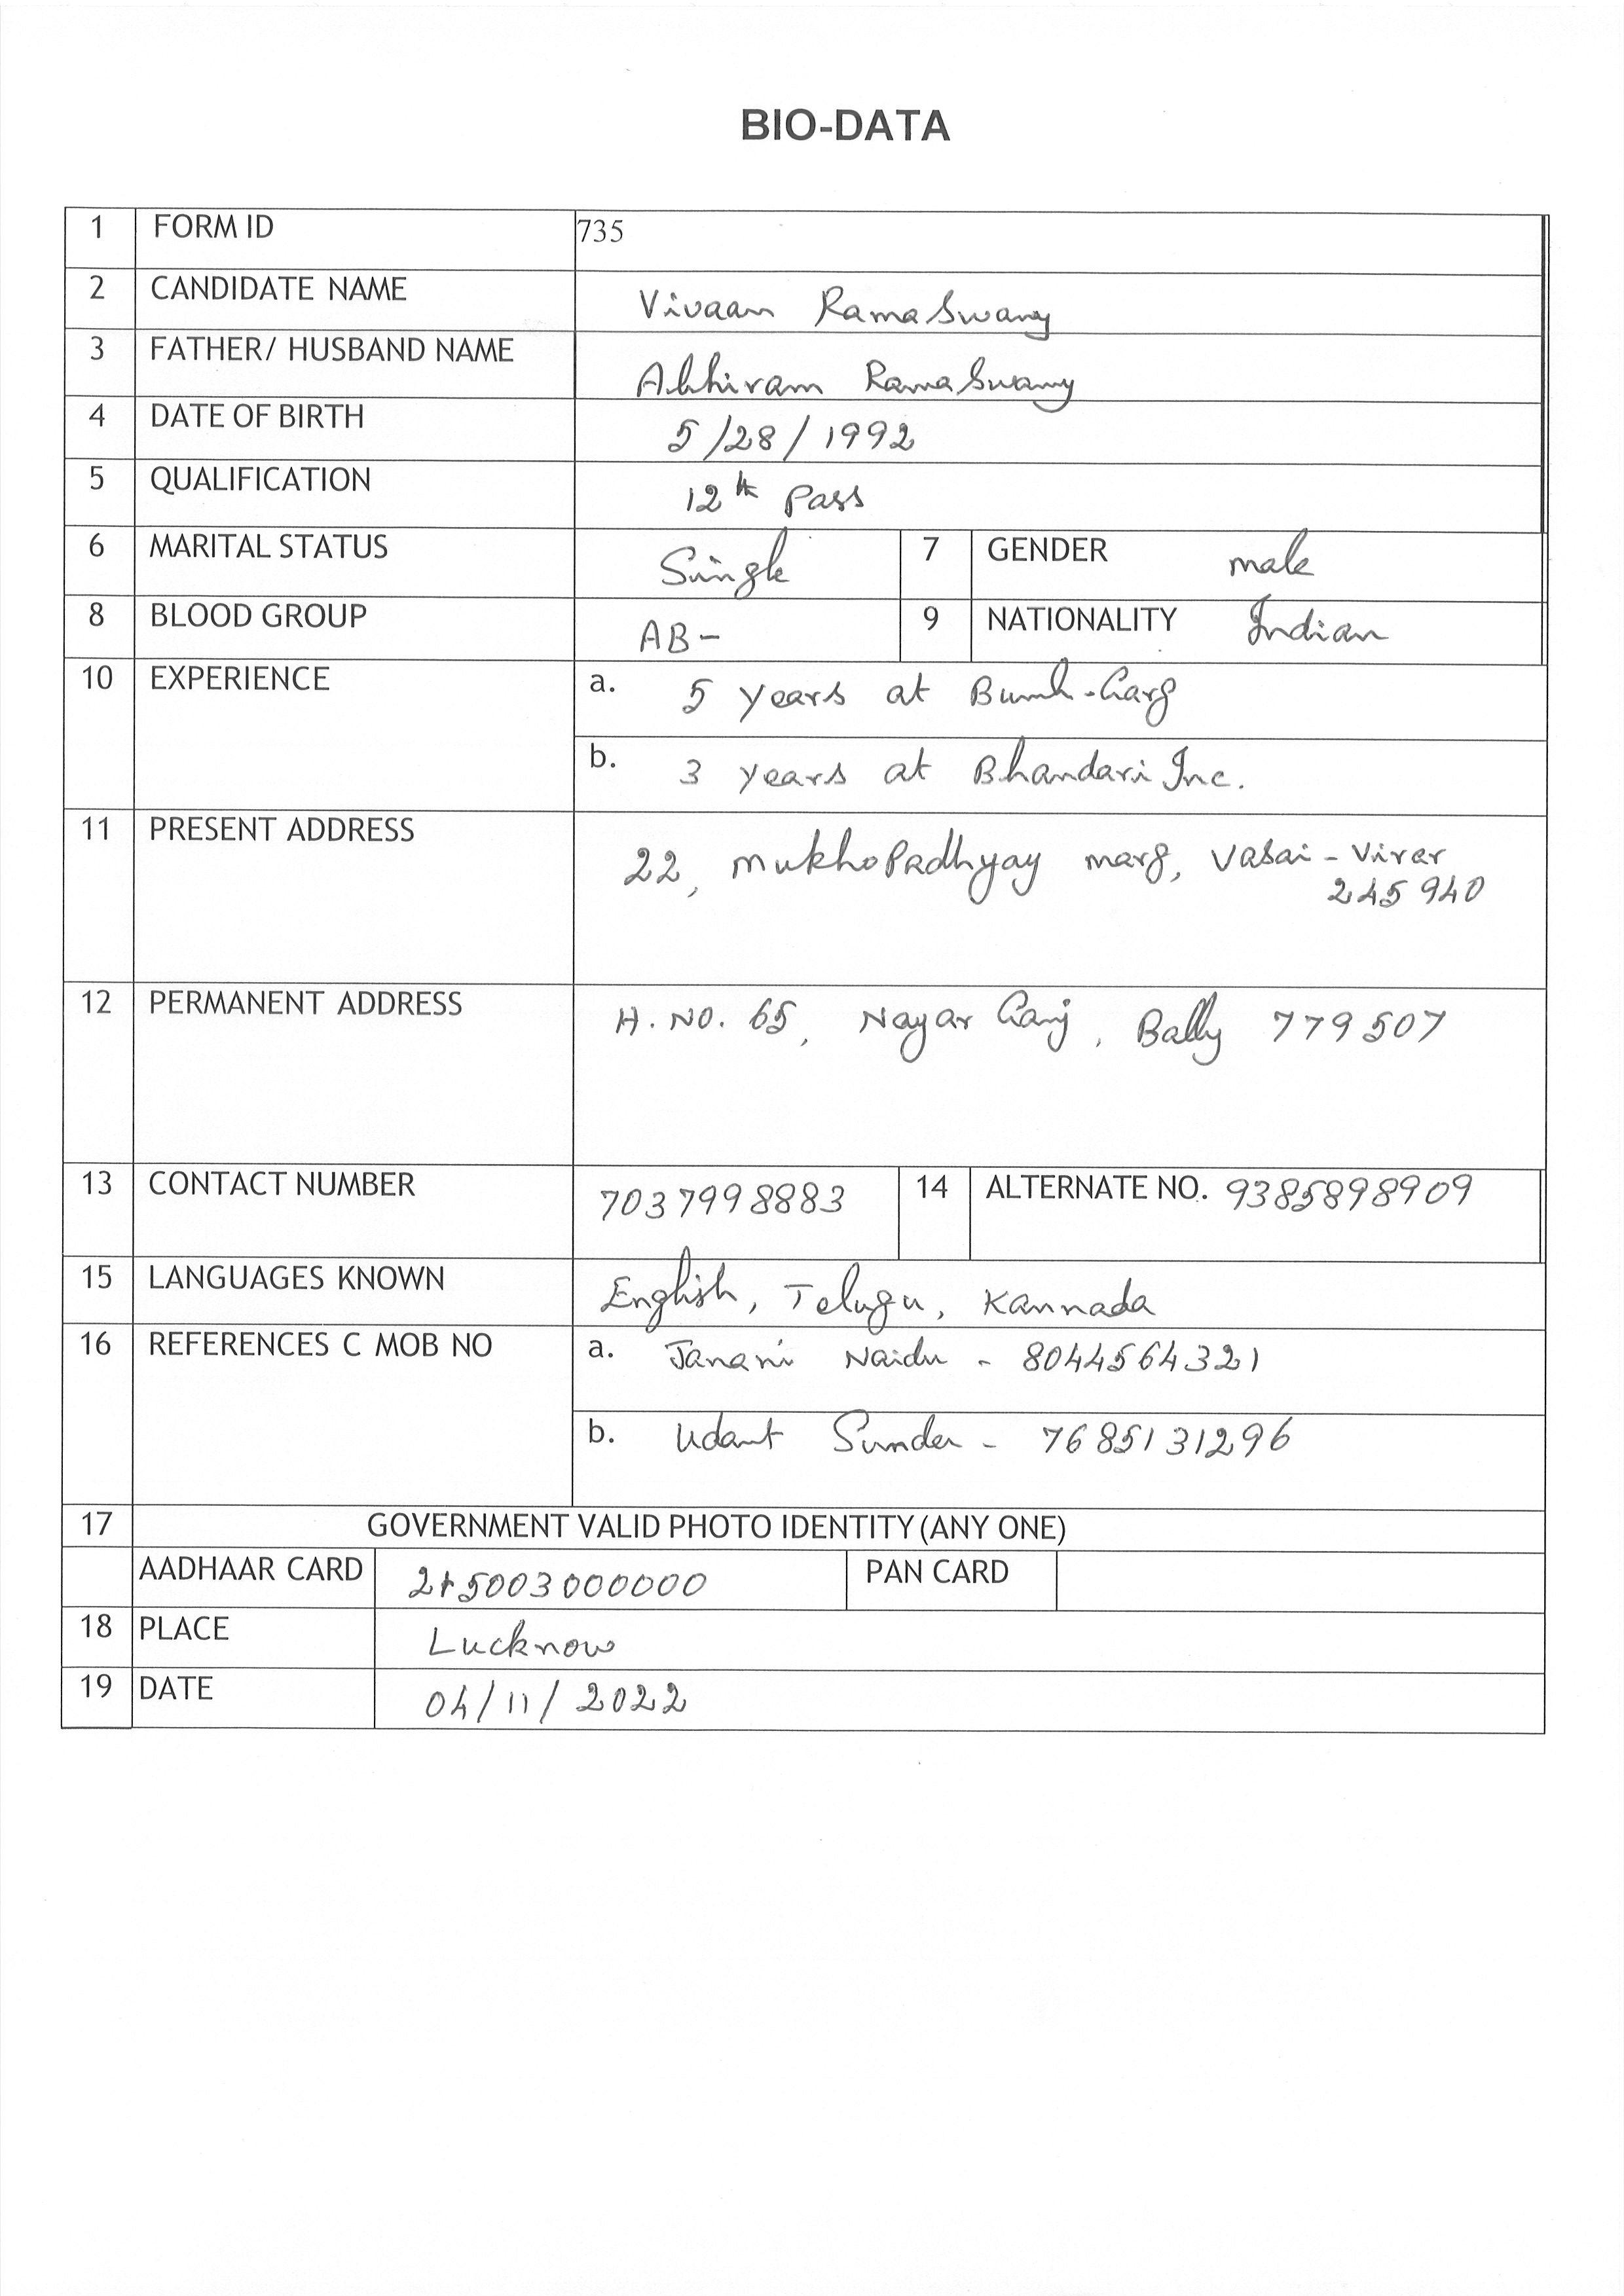 BIO-DATA
1 FORM ID 735
2 CANDIDATE NAME Vivaan RamaSwamy
3 FATHER/ HUSBAND NAME Abhiram RamaSwamy
4 DATE OF BIRTH 5/28/1992
5 QUALIFICATION 12th Pass
6 MARITAL STATUS Single 7 GENDER male
8 BLOOD GROUP AB- 9 NATIONALITY Indian
10 EXPERIENCE a. 5 years at
b. 3 years at Bhandari Inc.
11 PRESENT ADDRESS 22, mukhoPadhyay marg, Vasai - Virar
245940
12 PERMANENT ADDRESS H.NO. 65, Nayar Ganj, Bally 779507
13 CONTACT NUMBER 7037998883 14 ALTERNATE NO. 9385898909
15 LANGUAGES KNOWN English, Telugu, Kannada
16 REFERENCES C MOB NO a. Janani Naidu - 8044564321
b. Udant Sunder - 7685131296
17 GOVERNMENT VALID PHOTO IDENTITY (ANY ONE)
AADHAAR CARD PAN CARD
18 PLACE Lucknow
19 DATE 04/11/2022